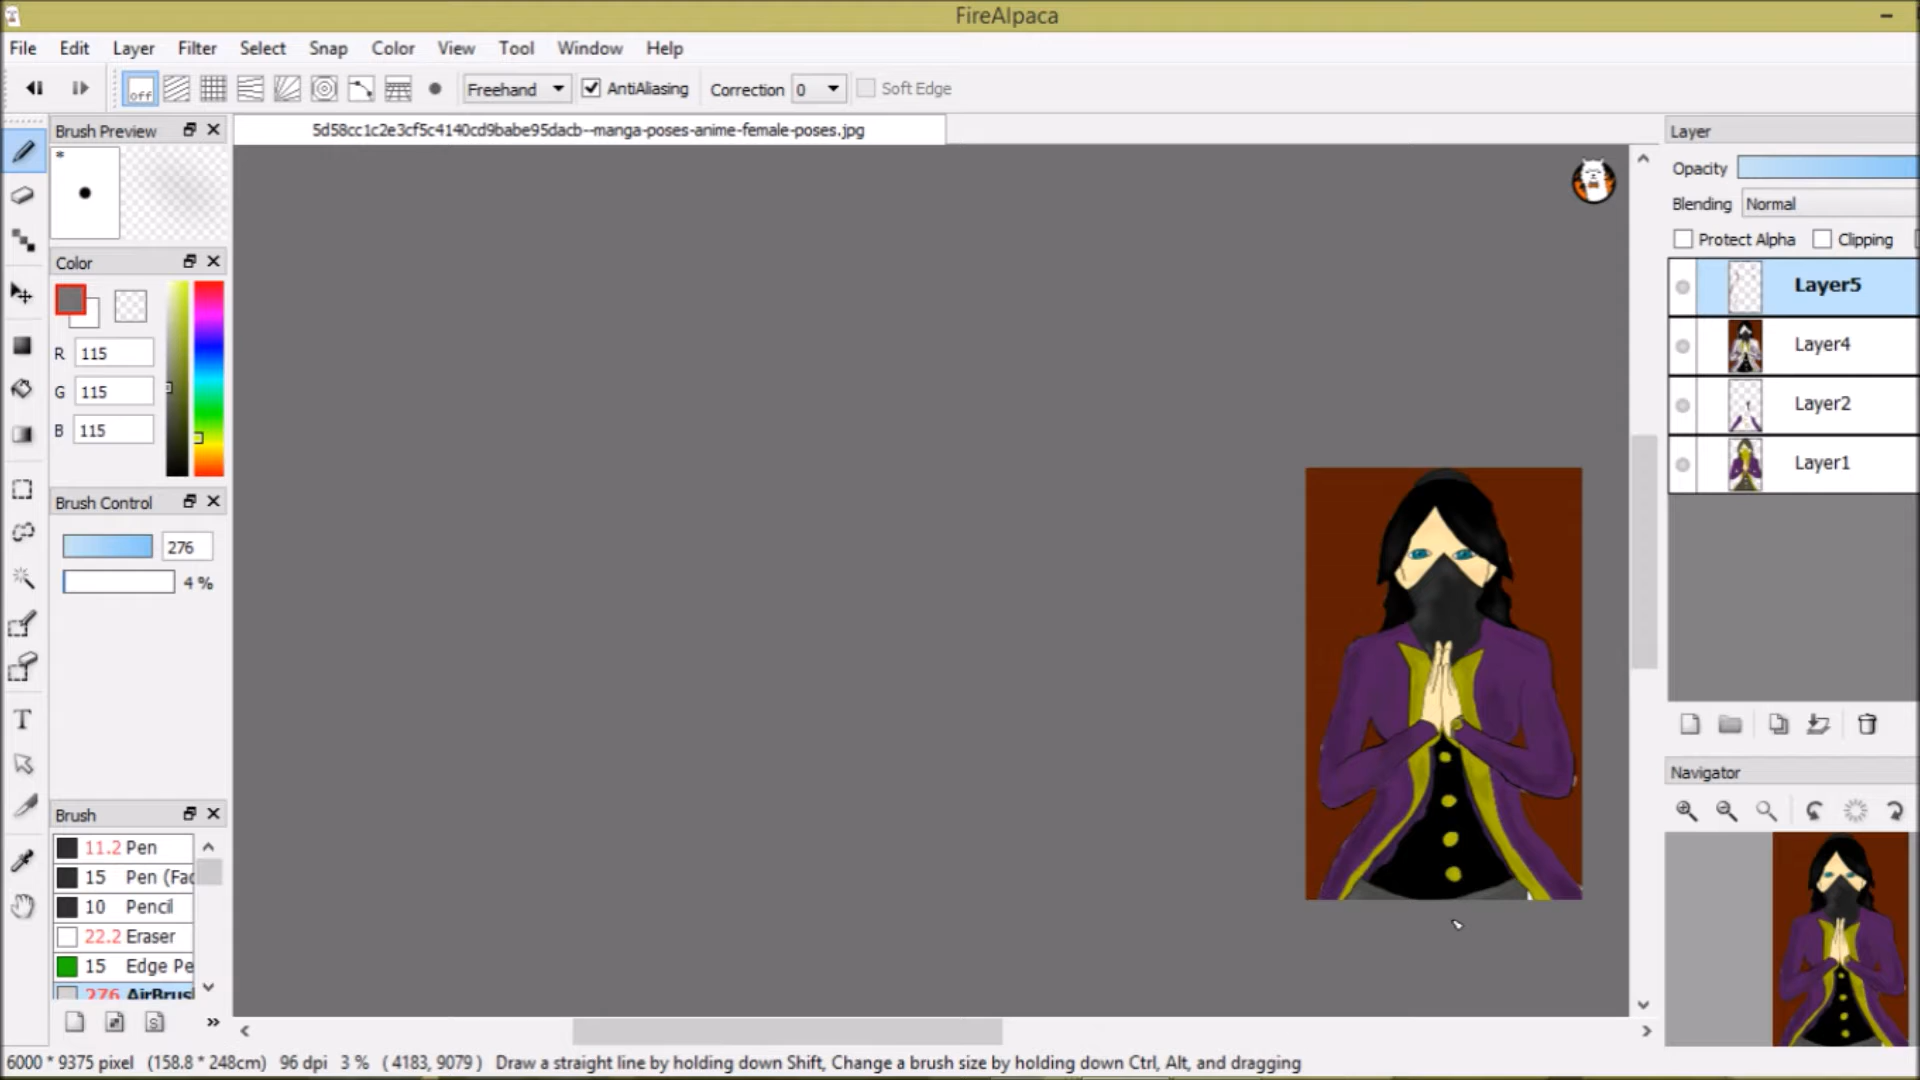 FireAlpaca
File Edit Layer Filter Select Snap Color View Tool Window Help
off Freehand AntiAliasing Correction 0 Soft Edge
Brush Preview
5d58cc1c2e3cf5c4140cd9babe95dacb--manga-poses-anime-female-poses.jpg
Layer
*
Opacity
Blending Normal
Protect Alpha Clipping
Color
R 115
G 115
B 115
Layer5
Layer4
Layer2
Layer1
Brush Control
276
4 %
Navigator
Brush
11.2 Pen
15 Pen (Fac
10 Pencil
22.2 Eraser
15 Edge Pe
276 AirBrus
S
T
6000 * 9375 pixel (158.8 * 248cm) 96 dpi 3 % ( 4183, 9079 ) Draw a straight line by holding down Shift, Change a brush size by holding down Ctrl, Alt, and dragging